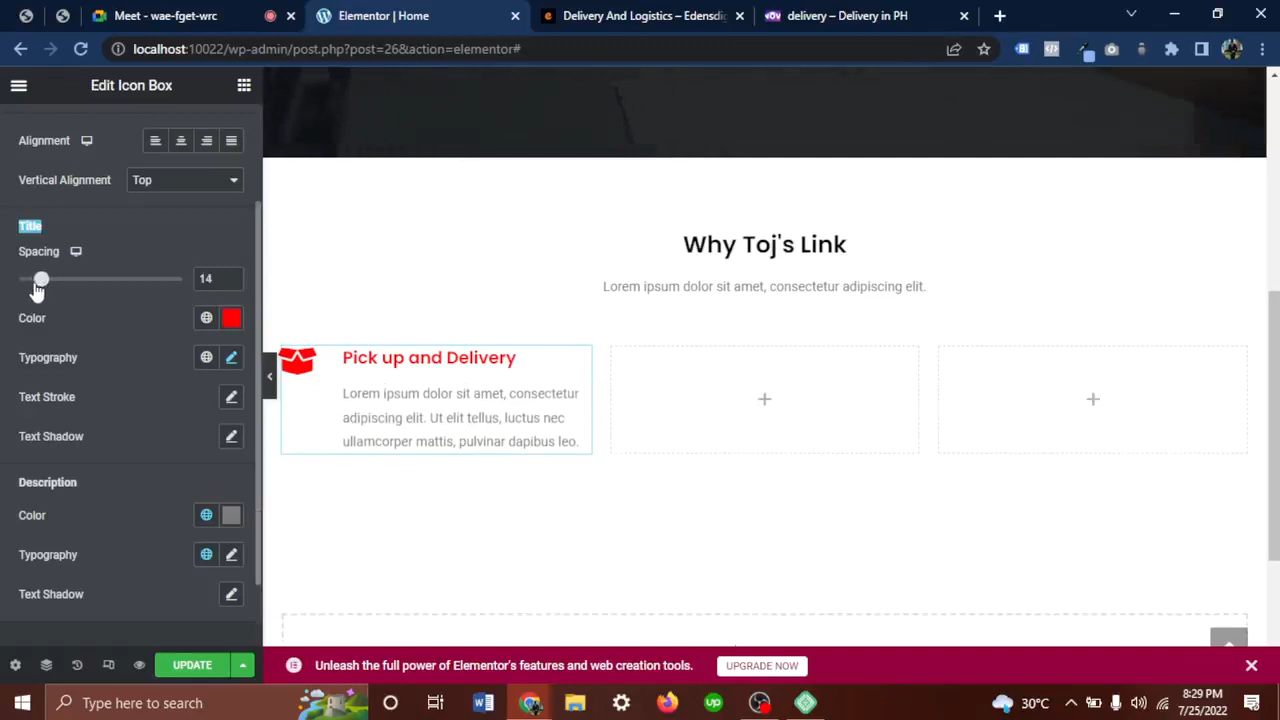 Meet - wae-fget-wrc
Elementor | Home
Delivery And Logistics – Edensdig
delivery – Delivery in PH
localhost:10022/wp-admin/post.php?post=26&action=elementor#
Edit Icon Box
Alignment
Vertical Alignment
Top
Title
Spacing
14
Color
Typography
Text Stroke
Text Shadow
Description
Color
Typography
Text Shadow
UPDATE
Why Toj's Link
Lorem ipsum dolor sit amet, consectetur adipiscing elit.
Pick up and Delivery
Lorem ipsum dolor sit amet, consectetur
adipiscing elit. Ut elit tellus, luctus nec
ullamcorper mattis, pulvinar dapibus leo.
Unleash the full power of Elementor's features and web creation tools.
UPGRADE NOW
Type here to search
30°C
8:29 PM
7/25/2022